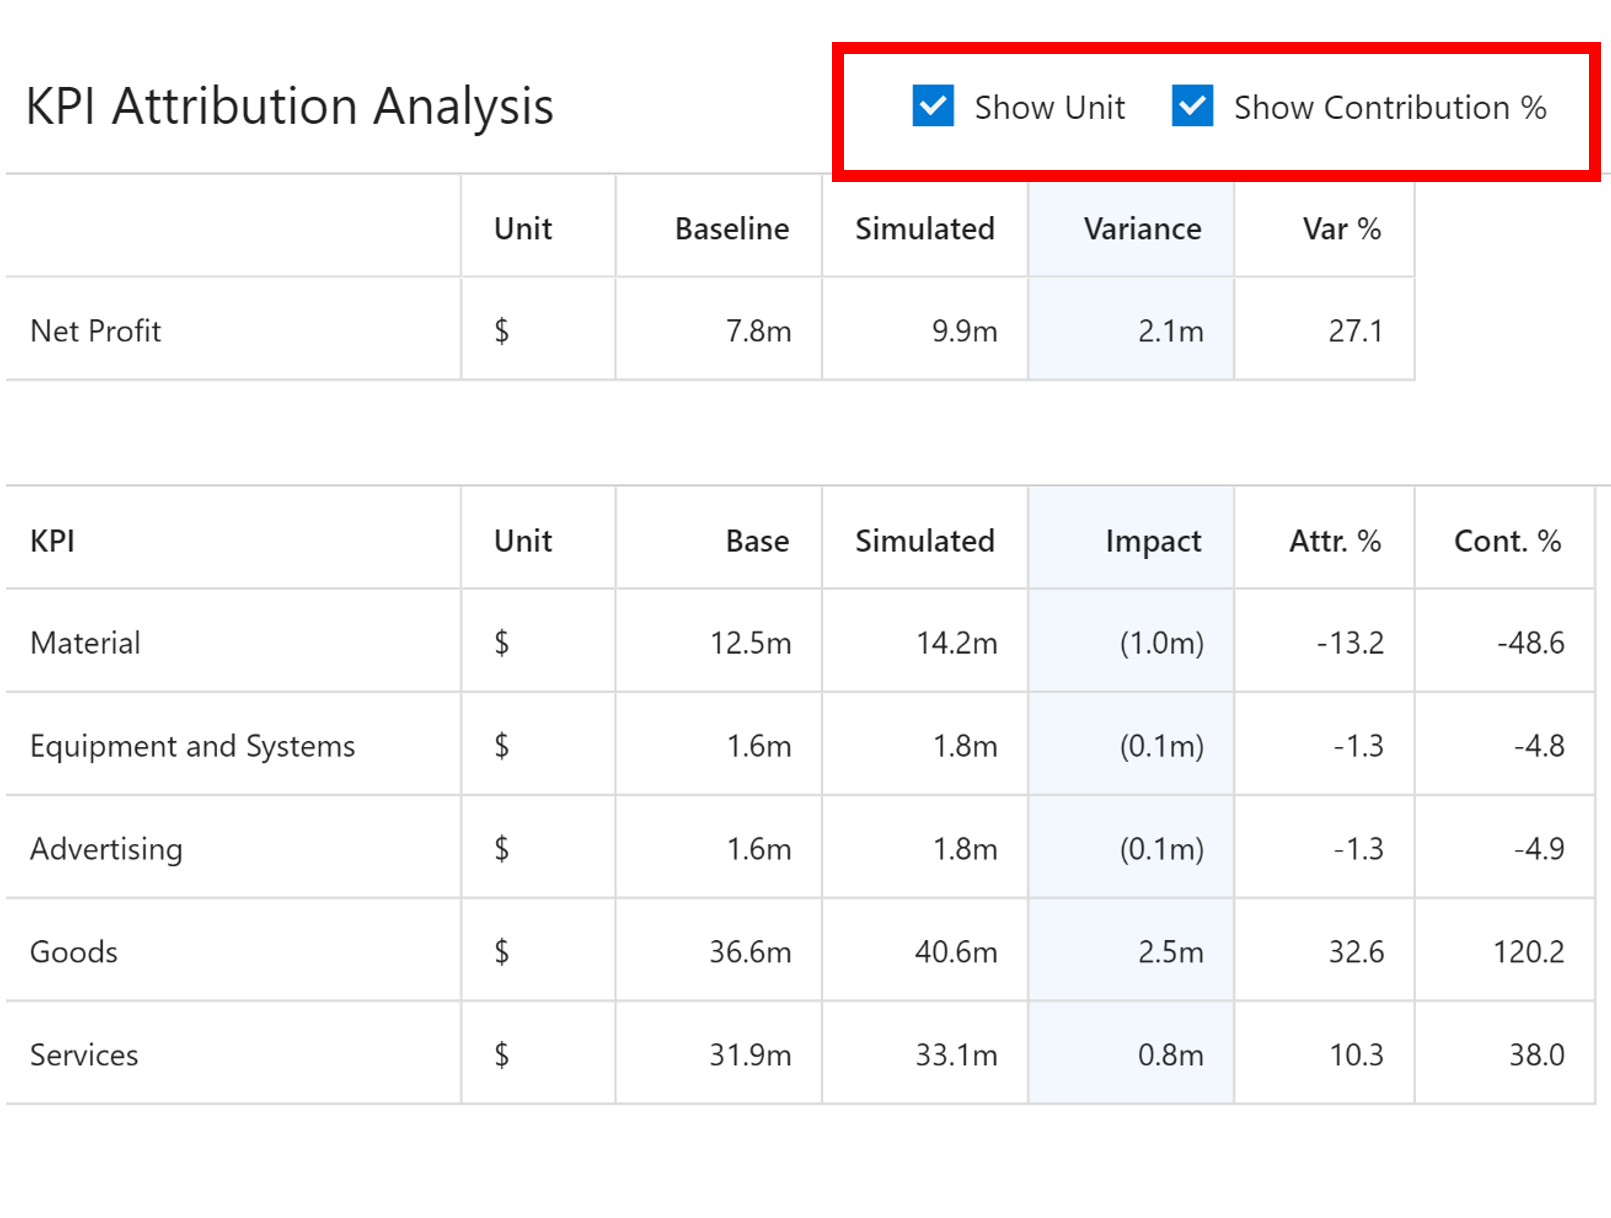 KPI Attribution Analysis Show Unit Show Contribution %
Unit Baseline Simulated Variance Var %
Net Profit $ 7.8m 9.9m 2.1m 27.1
KPI Unit Base Simulated Impact Attr. % Cont. %
Material $ 12.5m 14.2m (1.0m) -13.2 -48.6
Equipment and Systems $ 1.6m 1.8m (0.1m) -1.3 -4.8
Advertising $ 1.6m 1.8m (0.1m) -1.3 -4.9
Goods $ 36.6m 40.6m 2.5m 32.6 120.2
Services $ 31.9m 33.1m 0.8m 10.3 38.0